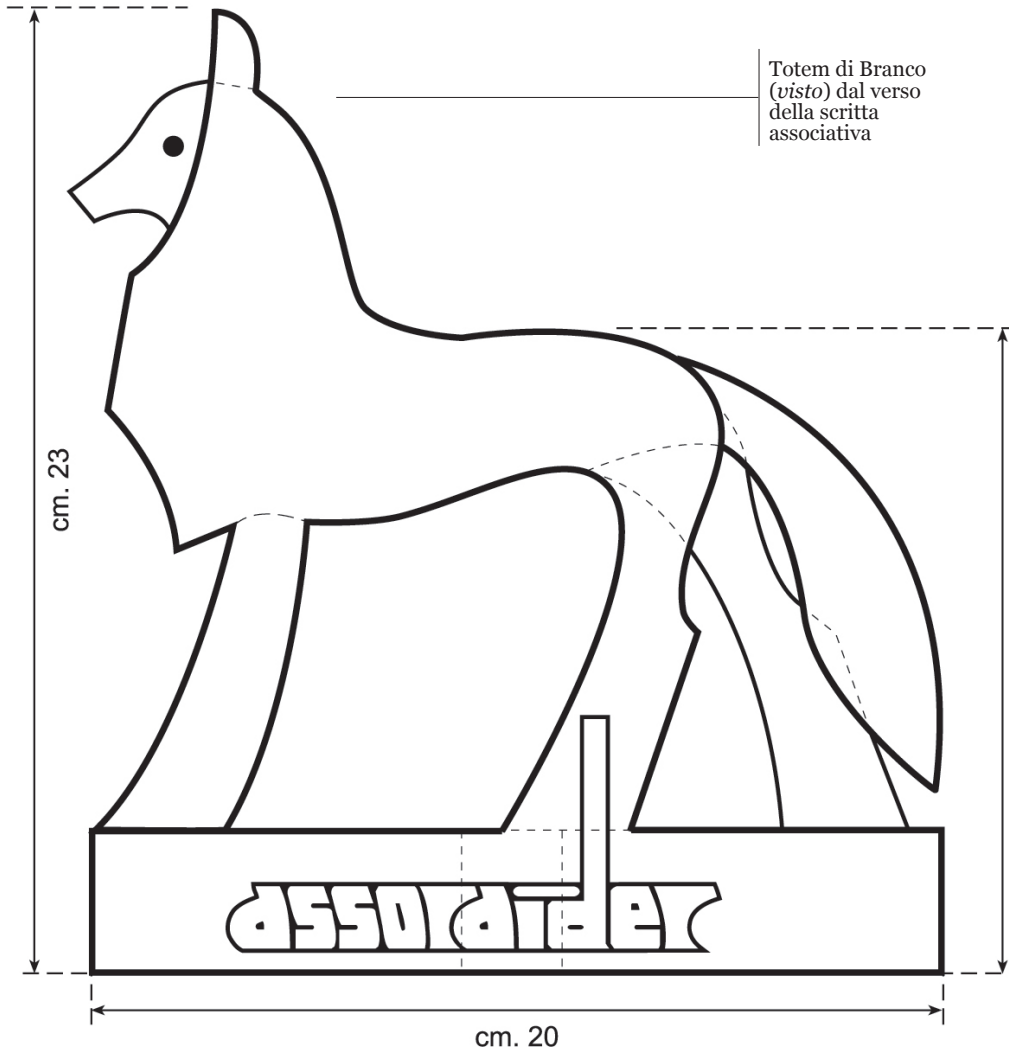 Totem di Branco
(visto) dal verso
della scritta
associativa
cm. 23
assoraider
cm. 20